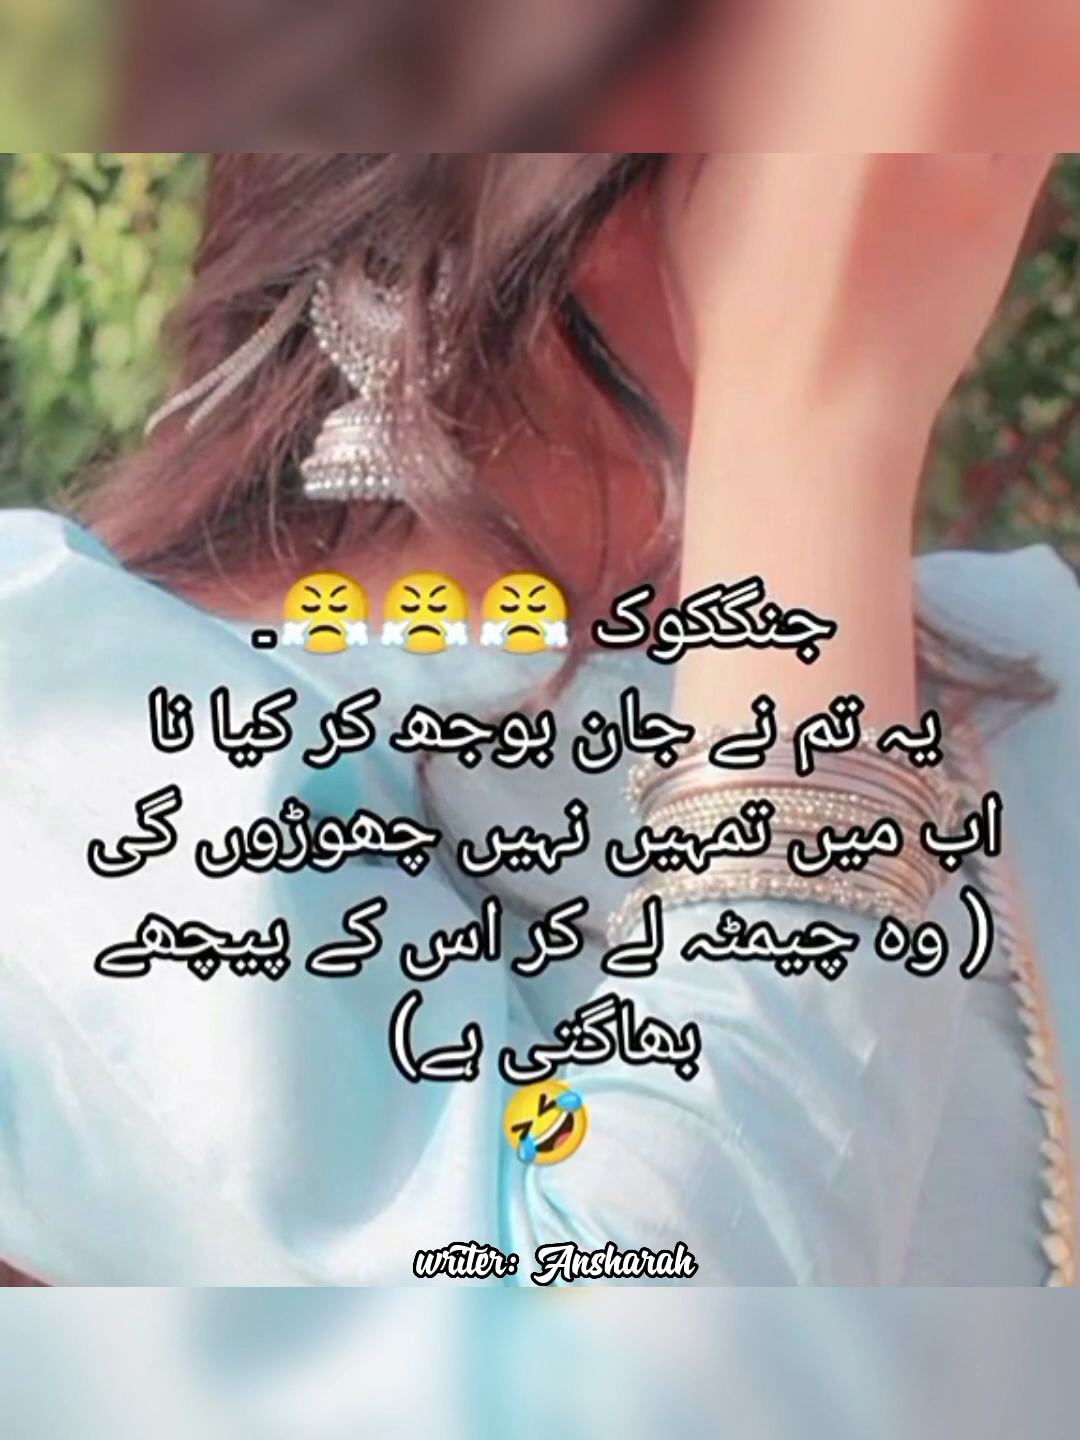 جنگکوک 😤😤😤۔
یہ تم نے جان بوجھ کر کیا نا
اب میں تمہیں نہیں چھوڑوں گی
( وہ چیمٹہ لے کر اس کے پیچھے
بھاگتی ہے)
🤣
writer: Ansharah